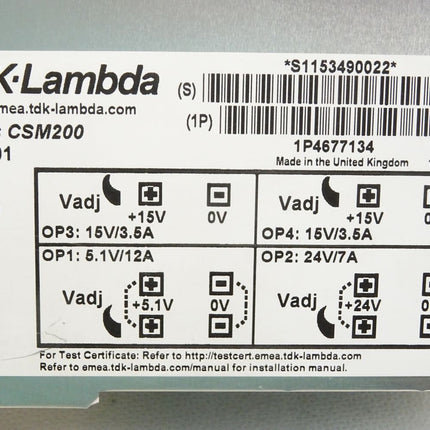 K·Lambda
emea.tdk-lambda.com
CSM200
01
*S1153490022*
(S)
(1P)
1P4677134
Made in the United Kingdom
Vadj + -
+15V 0V
OP3: 15V/3.5A
Vadj + -
+15V 0V
OP4: 15V/3.5A
OP1: 5.1V/12A
+ -
Vadj +5.1V 0V
+ -
OP2: 24V/7A
+ -
Vadj +24V 0V
+ -
For Test Certificate: Refer to http://testcert.emea.tdk-lambda.com
Refer to emea.tdk-lambda.com/manual for installation manual.